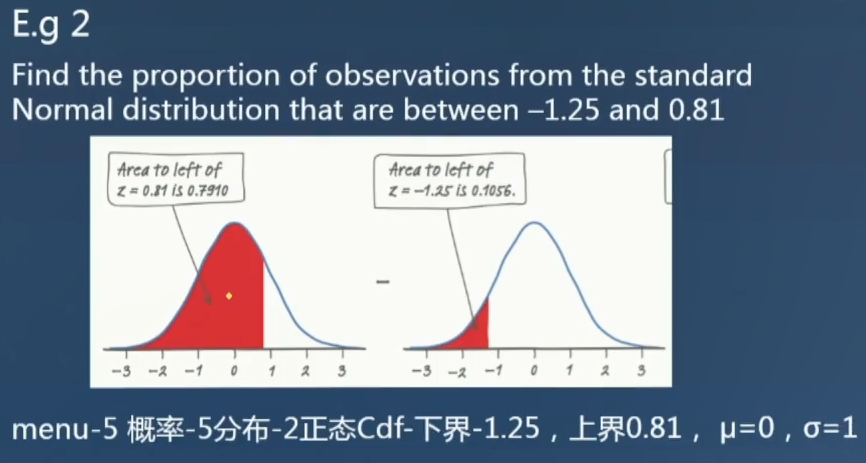 E.g 2
Find the proportion of observations from the standard
Normal distribution that are between –1.25 and 0.81
Area to left of
z = 0.81 is 0.7910
Area to left of
z = -1.25 is 0.1056.
–
-3 -2 -1 0 1 2 3
-3 -2 -1 0 1 2 3
menu-5 概率-5分布-2正态Cdf-下界-1.25，上界0.81， μ=0，σ=1